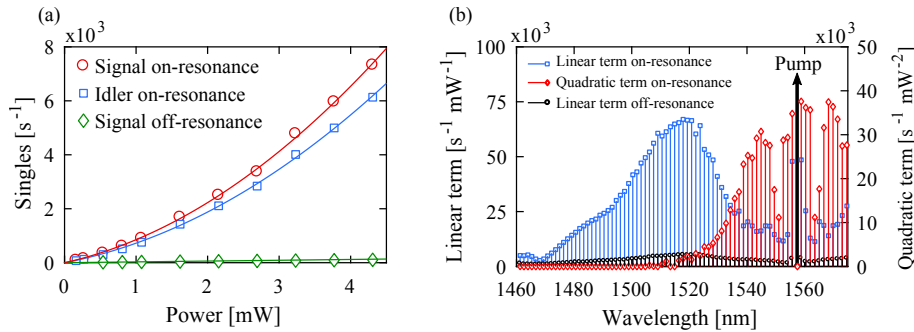 (a)
×10³
8
6
4
2
0
Singles [s⁻¹]
Signal on-resonance
Idler on-resonance
Signal off-resonance
0 1 2 3 4
Power [mW]
(b)
×10³
100
75
50
25
0
Linear term [s⁻¹ mW⁻¹]
Linear term on-resonance
Quadratic term on-resonance
Linear term off-resonance
Pump
×10³
50
40
30
20
10
0
Quadratic term [s⁻¹ mW⁻²]
1460 1480 1500 1520 1540 1560
Wavelength [nm]